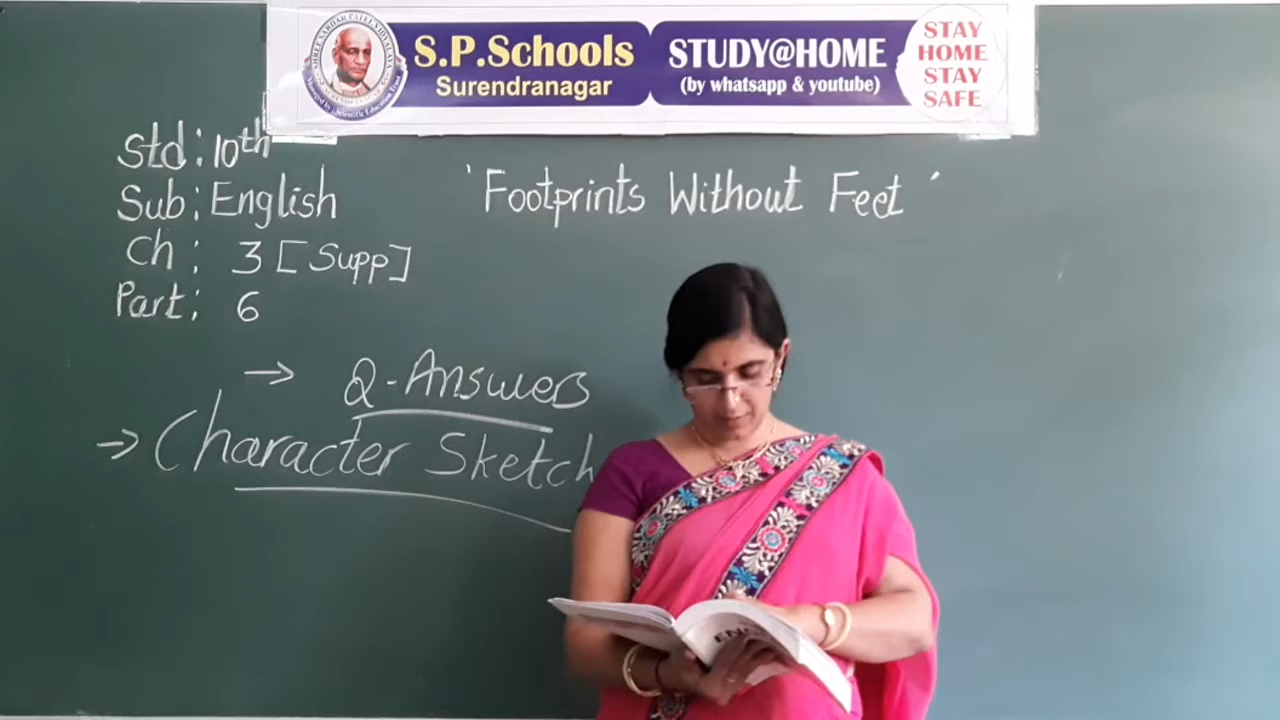 S.P.Schools
Surendranagar
STUDY@HOME
(by whatsapp & youtube)
STAY
HOME
STAY
SAFE
Std: 10th
Sub: English
Ch: 3 [Supp]
Part: 6
'Footprints Without Feet'
→ Q-Answers
→ Character Sketch